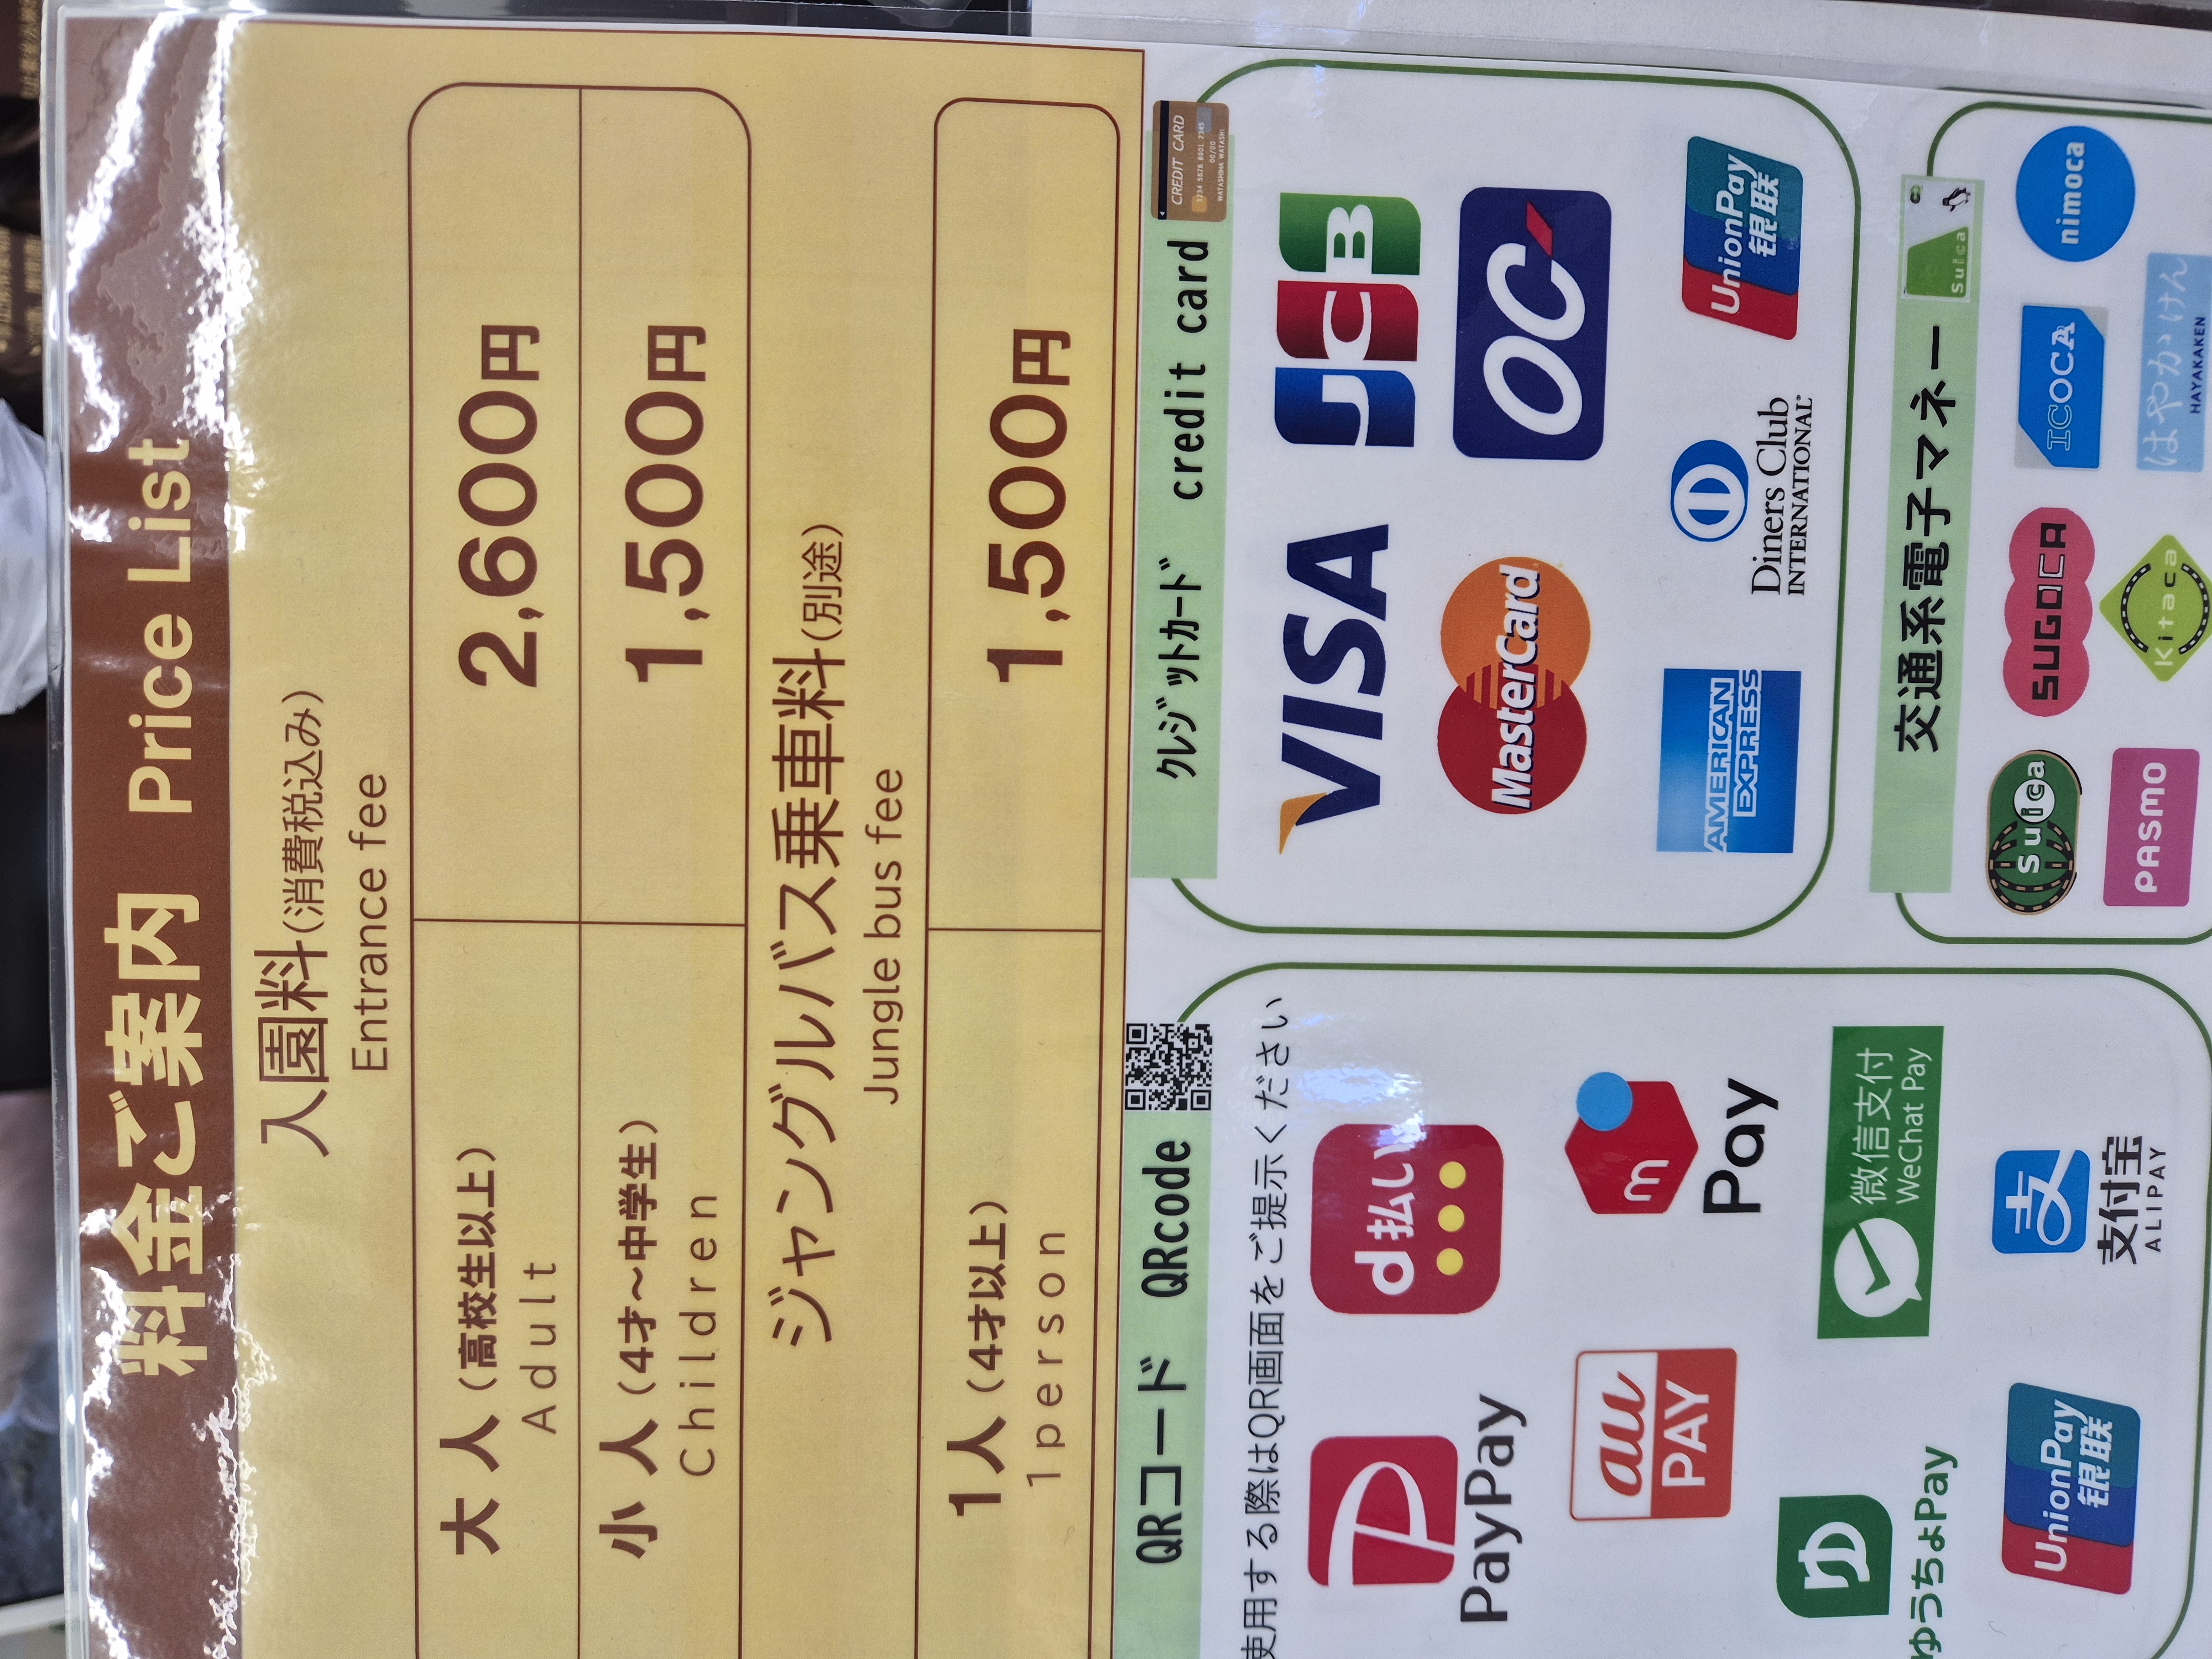 料金ご案内 Price List
入園料(消費税込み)
Entrance fee
大人(高校生以上) 2,600円
Adult
小人(4才~中学生) 1,500円
Children
ジャングルバス乗車料(別途)
Jungle bus fee
1人(4才以上) 1,500円
1person
QRコード QRcode
使用する際はQR画面をご提示ください
PayPay
d払い
au PAY
m Pay
ゆうちょPay
微信支付
WeChat Pay
UnionPay
银联
支付宝
ALIPAY
クレジットカード credit card
CREDIT CARD
VISA
JCB
MasterCard
OC
AMERICAN EXPRESS
Diners Club
INTERNATIONAL
UnionPay
银联
交通系電子マネー
Suica
Suica
SUGOCA
ICOCA
nimoca
PASMO
Kitaca
はやかけん
HAYAKAKEN